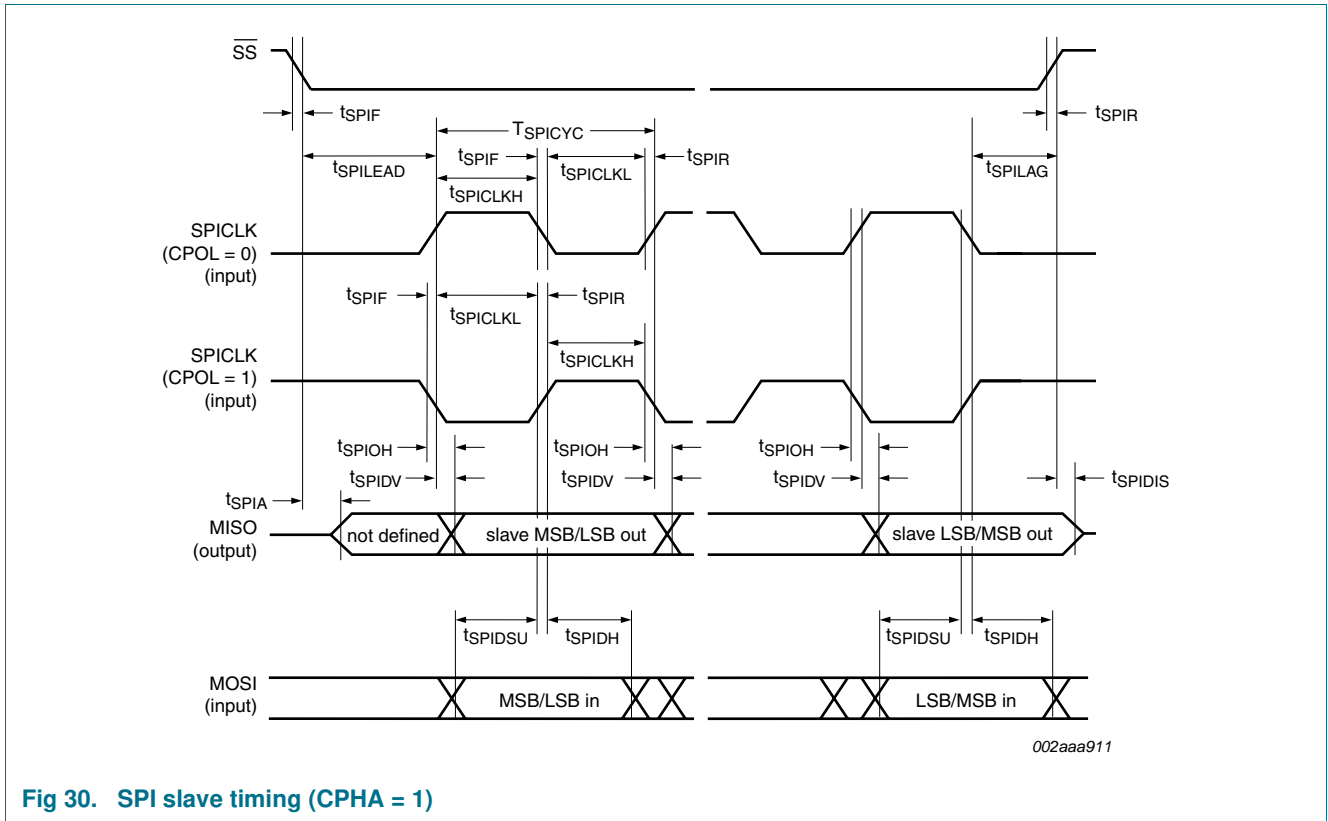 SS
tSPIF
TSPICYC
tSPIR
tSPILEAD
tSPIF
tSPICLKL
tSPIR
tSPILAG
tSPICLKH
SPICLK
(CPOL = 0)
(input)
tSPIF
tSPIR
tSPICLKL
SPICLK
(CPOL = 1)
(input)
tSPICLKH
tSPIOH
tSPIOH
tSPIOH
tSPIDV
tSPIDV
tSPIDV
tSPIDIS
tSPIA
MISO
(output)
not defined
slave MSB/LSB out
slave LSB/MSB out
tSPIDSU
tSPIDH
tSPIDSU
tSPIDH
MOSI
(input)
MSB/LSB in
LSB/MSB in
002aaa911
Fig 30. SPI slave timing (CPHA = 1)